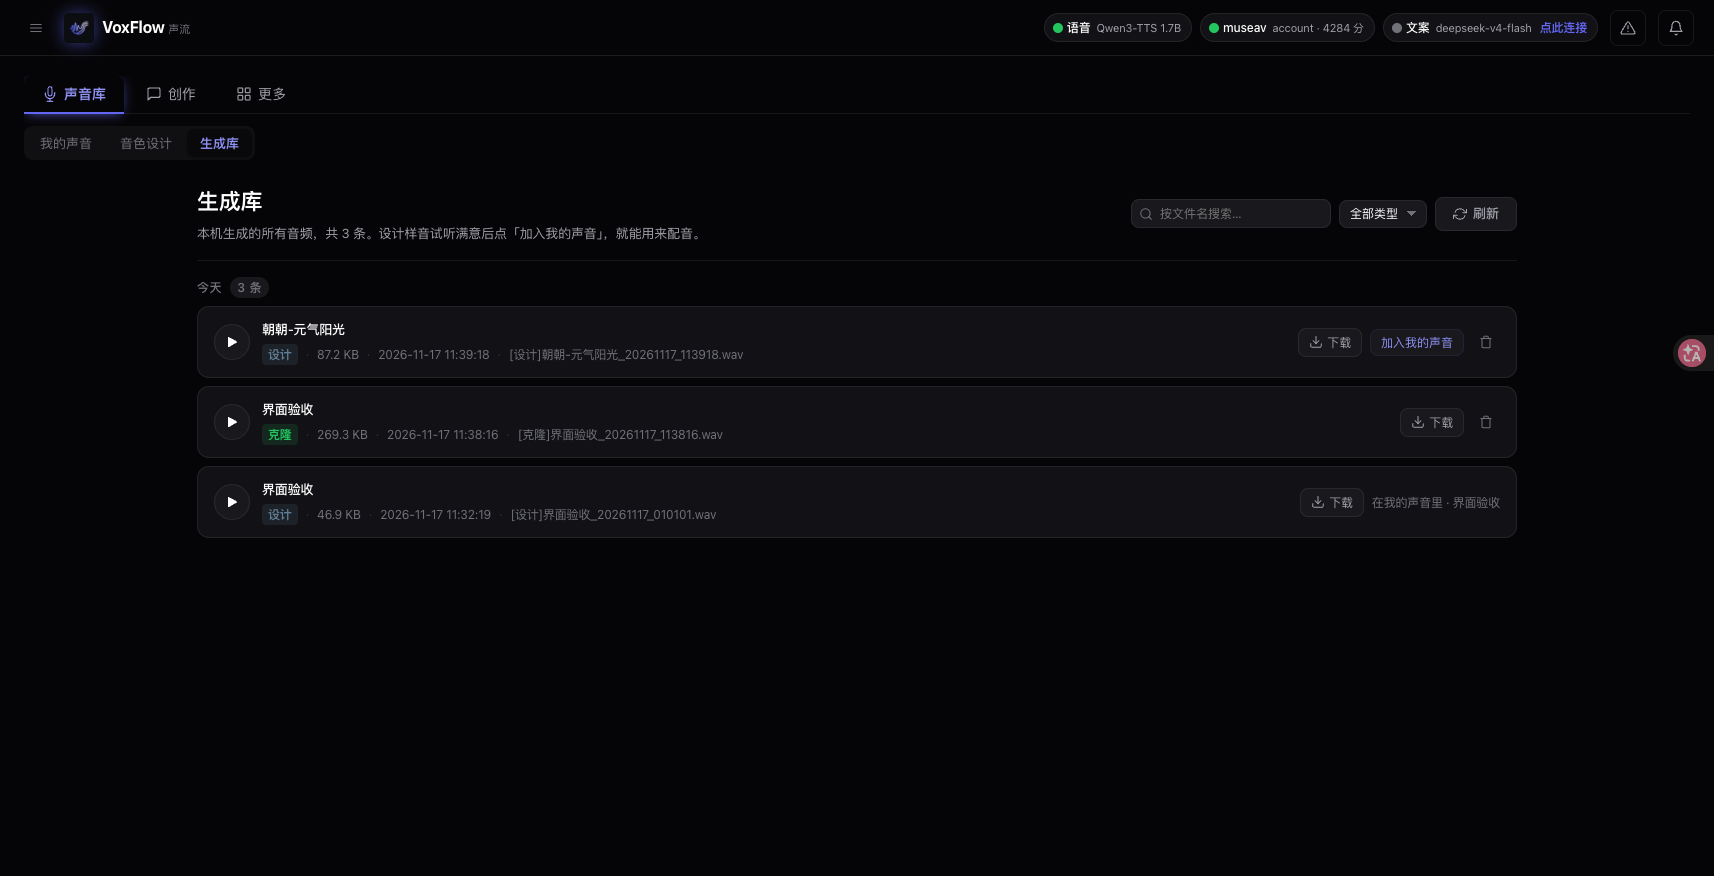 VoxFlow 声流
语音 Qwen3-TTS 1.7B
museav account · 4284 分
文案 deepseek-v4-flash 点此连接
声音库
创作
更多
我的声音
音色设计
生成库
生成库
本机生成的所有音频，共 3 条。设计样音试听满意后点「加入我的声音」，就能用来配音。
按文件名搜索...
全部类型
刷新
今天 3 条
朝朝-元气阳光
设计 · 87.2 KB · 2026-11-17 11:39:18 · [设计]朝朝-元气阳光_20261117_113918.wav
下载
加入我的声音
界面验收
克隆 · 269.3 KB · 2026-11-17 11:38:16 · [克隆]界面验收_20261117_113816.wav
下载
界面验收
设计 · 46.9 KB · 2026-11-17 11:32:19 · [设计]界面验收_20261117_010101.wav
下载
在我的声音里 · 界面验收